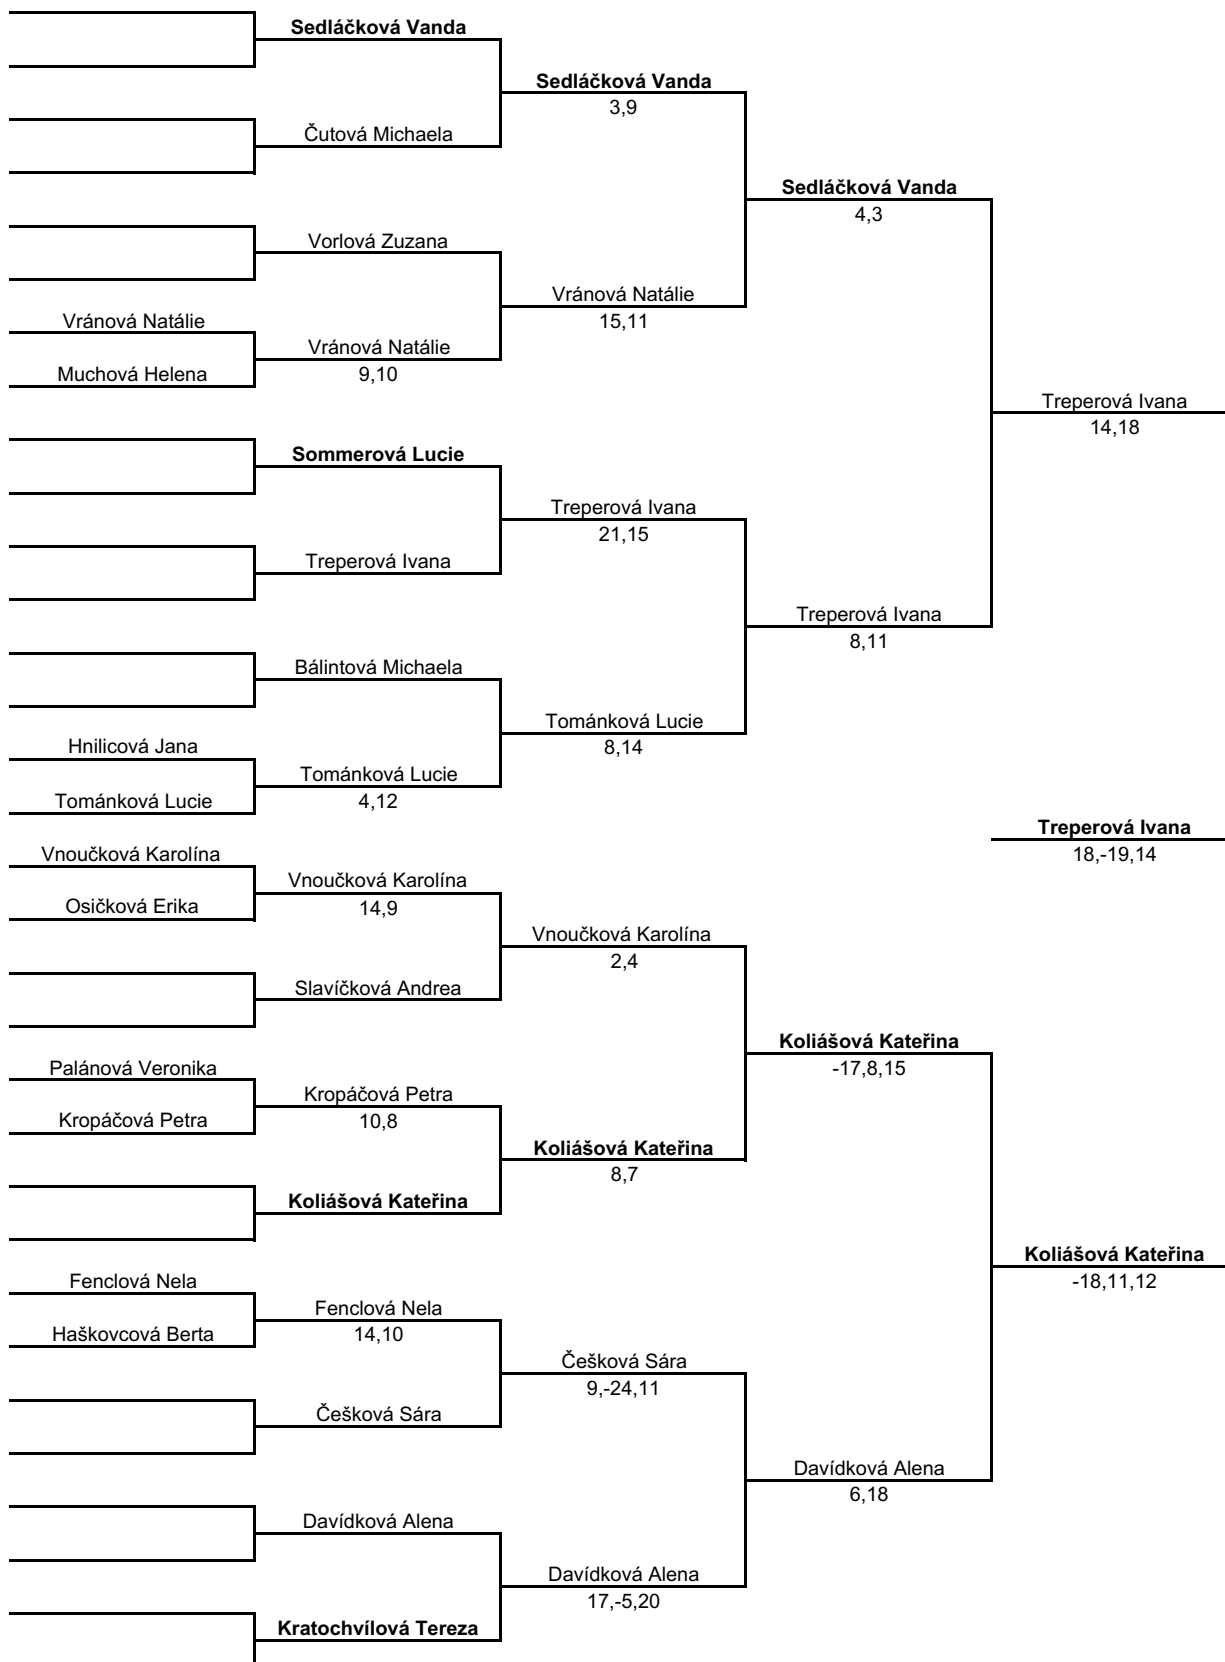 Sedláčková Vanda
Sedláčková Vanda
3,9
Čutová Michaela
Sedláčková Vanda
4,3
Vorlová Zuzana
Vránová Natálie
15,11
Vránová Natálie
Vránová Natálie
9,10
Muchová Helena
Treperová Ivana
14,18
Sommerová Lucie
Treperová Ivana
21,15
Treperová Ivana
Treperová Ivana
8,11
Bálintová Michaela
Tománková Lucie
8,14
Hnilicová Jana
Tománková Lucie
4,12
Tománková Lucie
Treperová Ivana
18,-19,14
Vnoučková Karolína
Vnoučková Karolína
14,9
Osičková Erika
Vnoučková Karolína
2,4
Slavíčková Andrea
Koliášová Kateřina
-17,8,15
Palánová Veronika
Kropáčová Petra
10,8
Kropáčová Petra
Koliášová Kateřina
8,7
Koliášová Kateřina
Koliášová Kateřina
-18,11,12
Fenclová Nela
Fenclová Nela
14,10
Haškovcová Berta
Češková Sára
9,-24,11
Češková Sára
Davídková Alena
6,18
Davídková Alena
Davídková Alena
17,-5,20
Kratochvílová Tereza